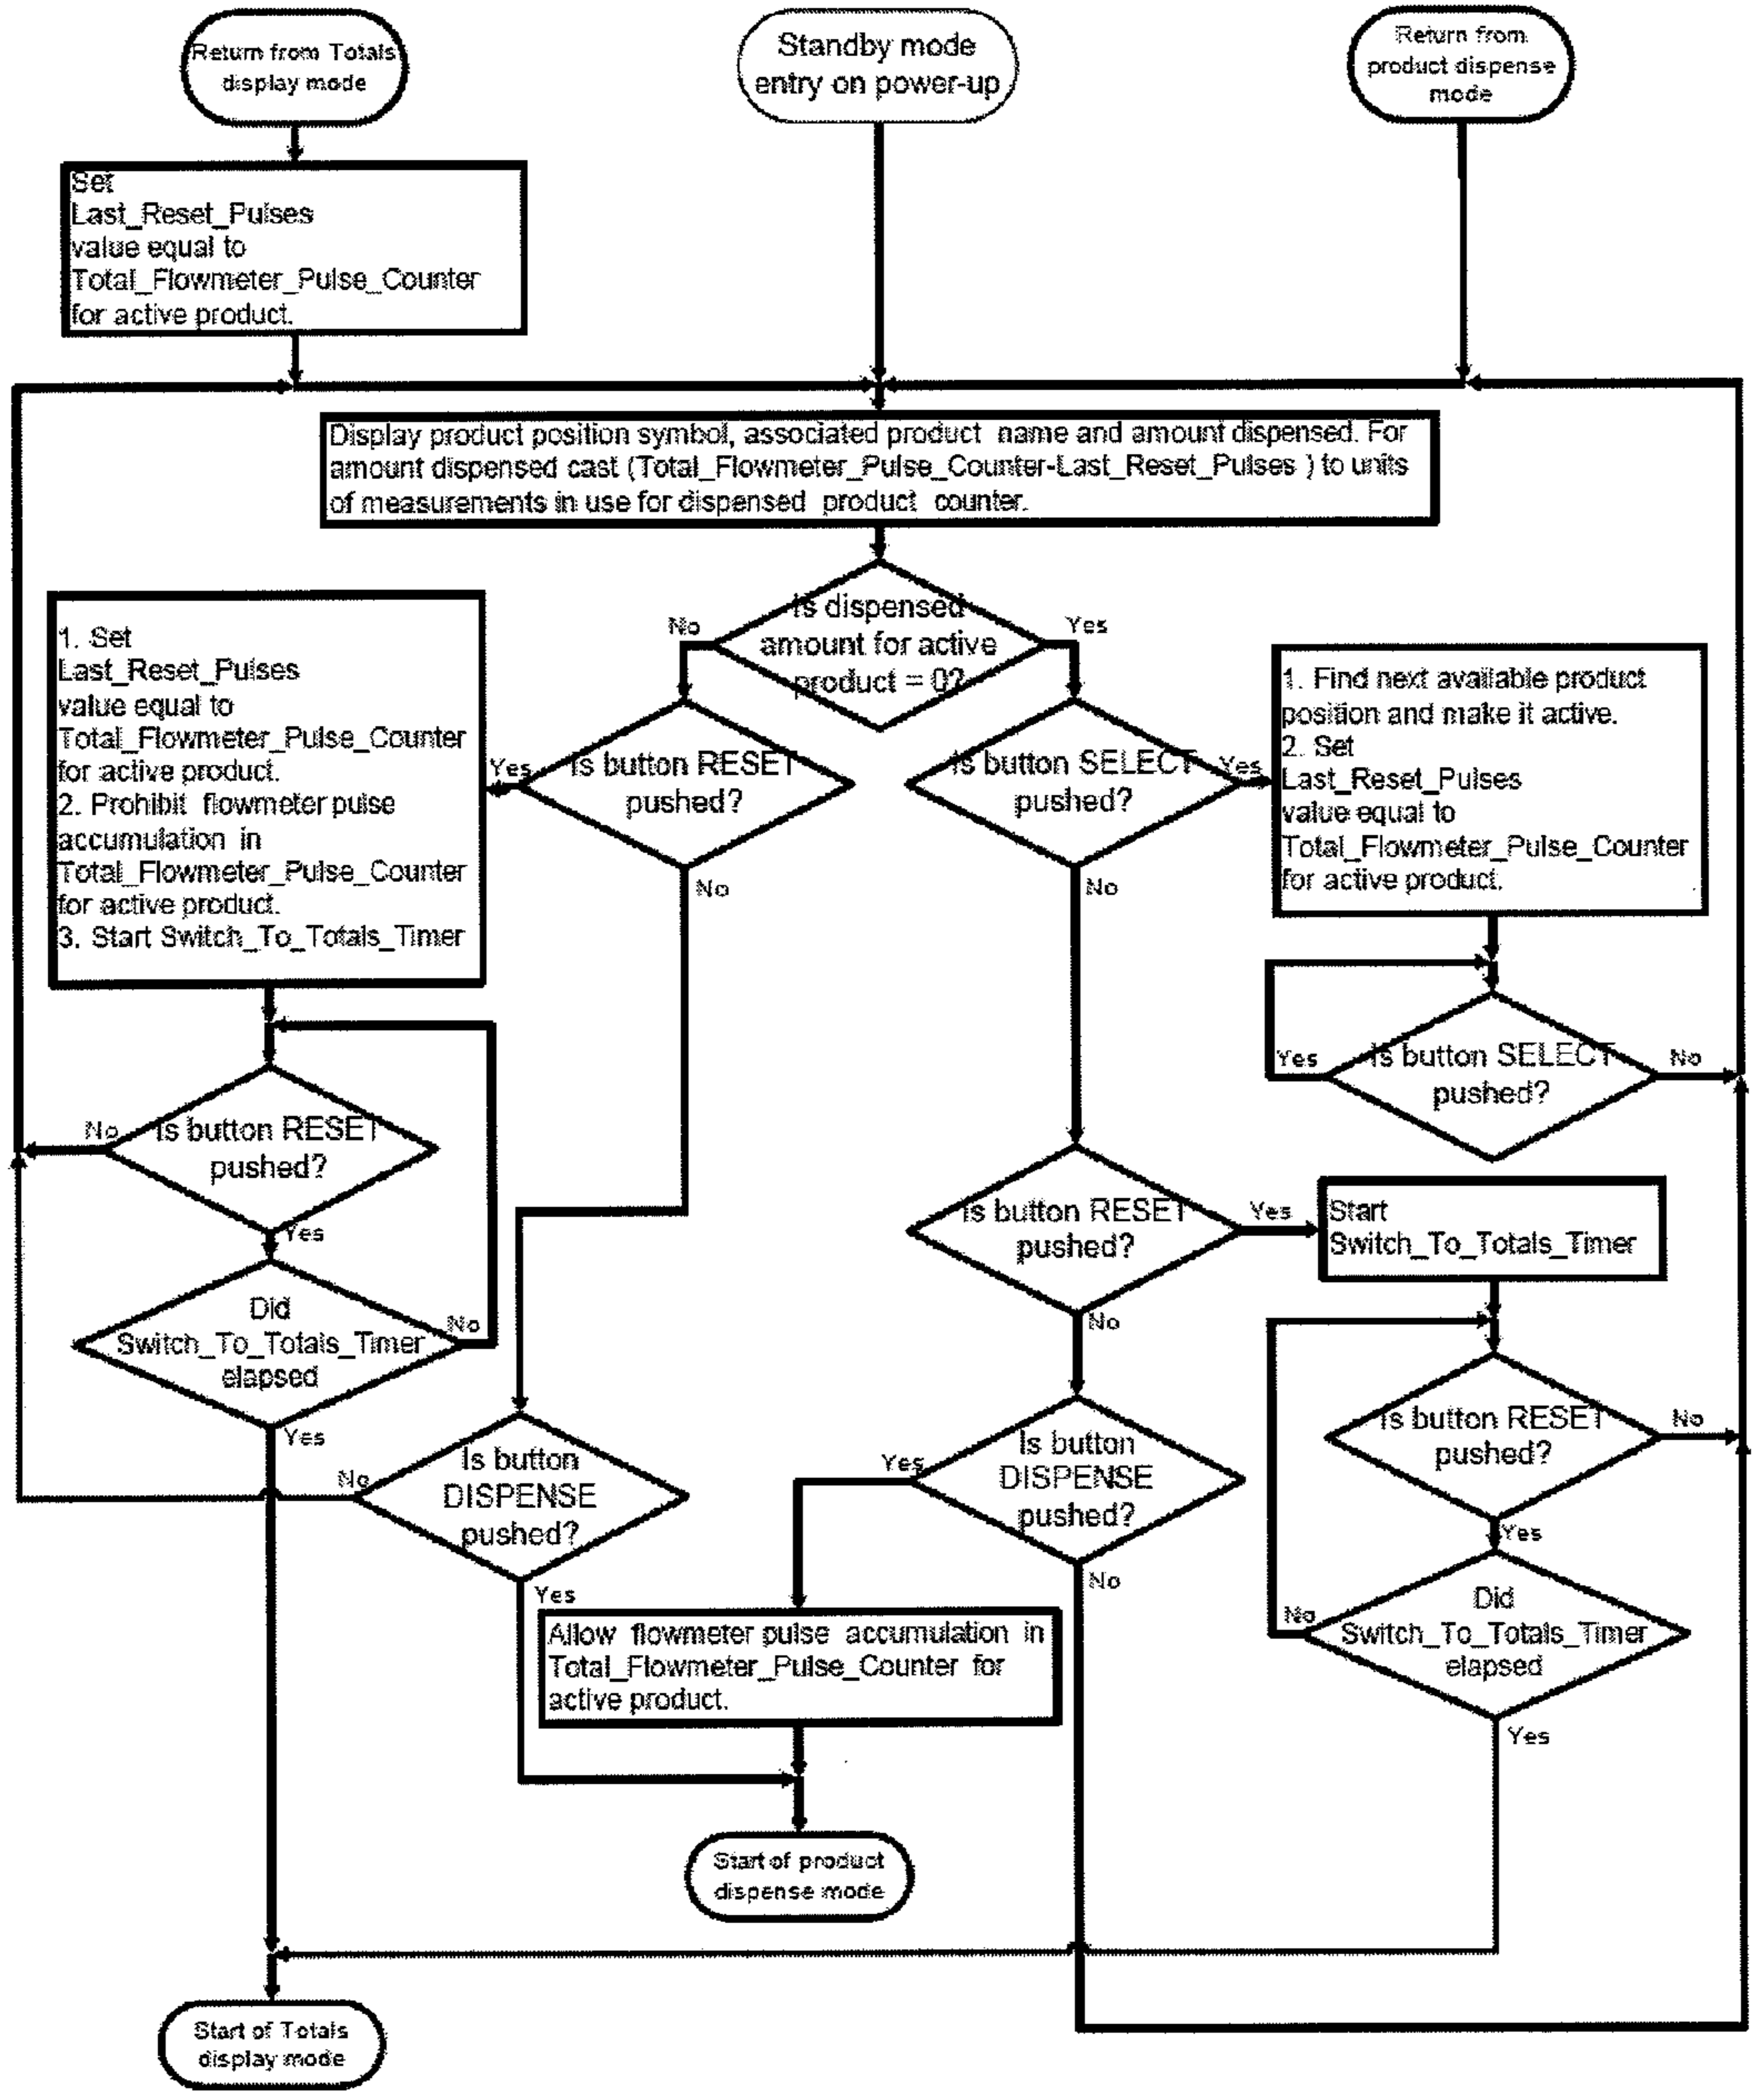 Return from Totals
display mode
Standby mode
entry on power-up
Return from
product dispense
mode
Set
Last_Reset_Pulses
value equal to
Total_Flowmeter_Pulse_Counter
for active product.
Display product position symbol, associated product name and amount dispensed. For
amount dispensed cast (Total_Flowmeter_Pulse_Counter-Last_Reset_Pulses ) to units
of measurements in use for dispensed product counter.
Is dispensed
amount for active
product = 0?
No
Yes
1. Set
Last_Reset_Pulses
value equal to
Total_Flowmeter_Pulse_Counter
for active product.
2. Prohibit flowmeter pulse
accumulation in
Total_Flowmeter_Pulse_Counter
for active product.
3. Start Switch_To_Totals_Timer
Is button RESET
pushed?
Yes
No
Is button SELECT
pushed?
Yes
No
1. Find next available product
position and make it active.
2. Set
Last_Reset_Pulses
value equal to
Total_Flowmeter_Pulse_Counter
for active product.
Is button SELECT
pushed?
Yes
No
Is button RESET
pushed?
No
Yes
Is button RESET
pushed?
Yes
No
Start
Switch_To_Totals_Timer
Did
Switch_To_Totals_Timer
elapsed
No
Yes
Is button RESET
pushed?
No
Yes
Is button
DISPENSE
pushed?
No
Yes
Is button
DISPENSE
pushed?
Yes
No
Did
Switch_To_Totals_Timer
elapsed
No
Yes
Allow flowmeter pulse accumulation in
Total_Flowmeter_Pulse_Counter for
active product.
Start of product
dispense mode
Start of Totals
display mode